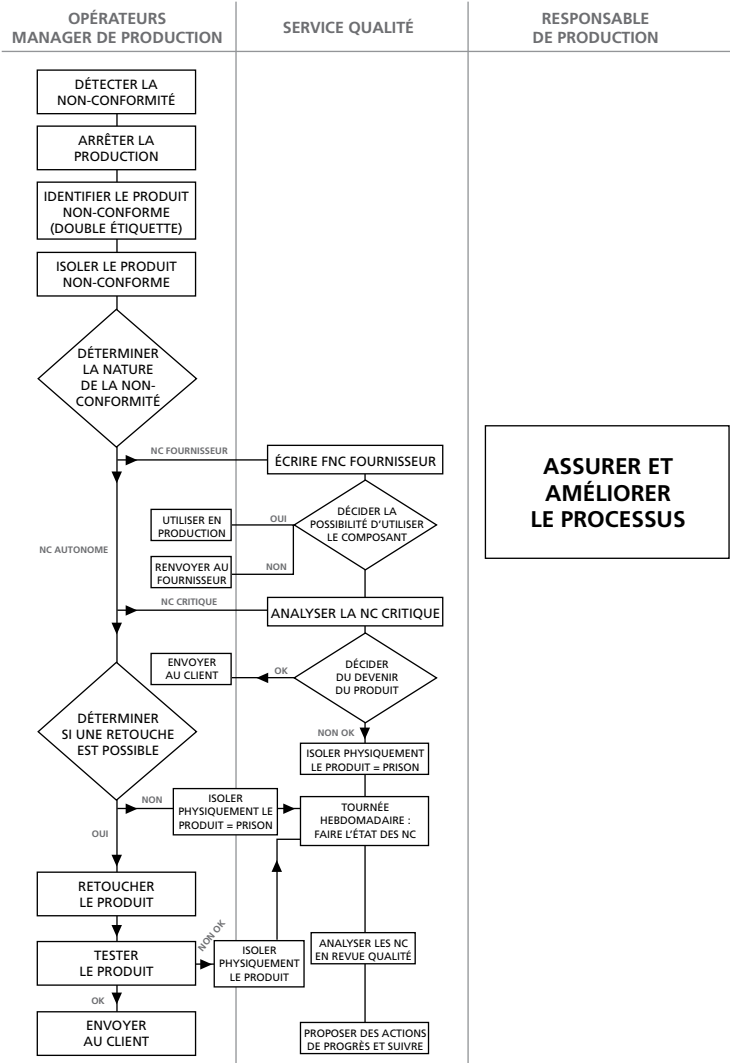 OPÉRATEURS
MANAGER DE PRODUCTION
SERVICE QUALITÉ
RESPONSABLE
DE PRODUCTION
DÉTECTER LA
NON-CONFORMITÉ
ARRÊTER LA
PRODUCTION
IDENTIFIER LE PRODUIT
NON-CONFORME
(DOUBLE ÉTIQUETTE)
ISOLER LE PRODUIT
NON-CONFORME
DÉTERMINER
LA NATURE
DE LA NON-
CONFORMITÉ
NC FOURNISSEUR
ÉCRIRE FNC FOURNISSEUR
ASSURER ET
AMÉLIORER
LE PROCESSUS
DÉCIDER LA
POSSIBILITÉ D'UTILISER
LE COMPOSANT
OUI
UTILISER EN
PRODUCTION
NC AUTONOME
NON
RENVOYER AU
FOURNISSEUR
NC CRITIQUE
ANALYSER LA NC CRITIQUE
ENVOYER
AU CLIENT
OK
DÉCIDER
DU DEVENIR
DU PRODUIT
DÉTERMINER
SI UNE RETOUCHE
EST POSSIBLE
NON OK
ISOLER PHYSIQUEMENT
LE PRODUIT = PRISON
NON
ISOLER
PHYSIQUEMENT LE
PRODUIT = PRISON
TOURNÉE
HEBDOMADAIRE :
FAIRE L'ÉTAT DES NC
OUI
RETOUCHER
LE PRODUIT
TESTER
LE PRODUIT
NON OK
ISOLER
PHYSIQUEMENT
LE PRODUIT
ANALYSER LES NC
EN REVUE QUALITÉ
OK
ENVOYER
AU CLIENT
PROPOSER DES ACTIONS
DE PROGRÈS ET SUIVRE